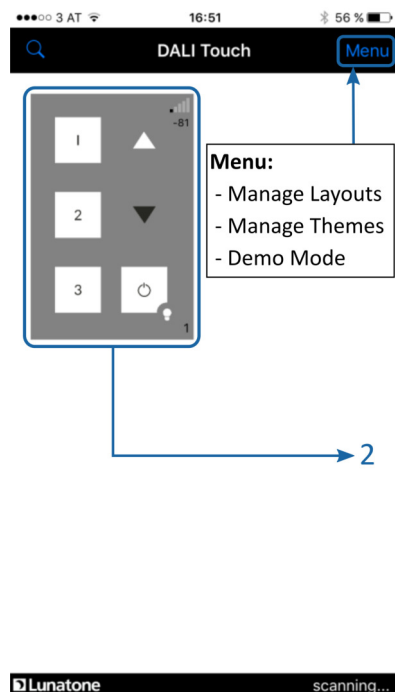 3 AT 16:51 56 %
DALI Touch Menu
-81
1
2
3
1
Menu:
- Manage Layouts
- Manage Themes
- Demo Mode
2
Lunatone scanning...